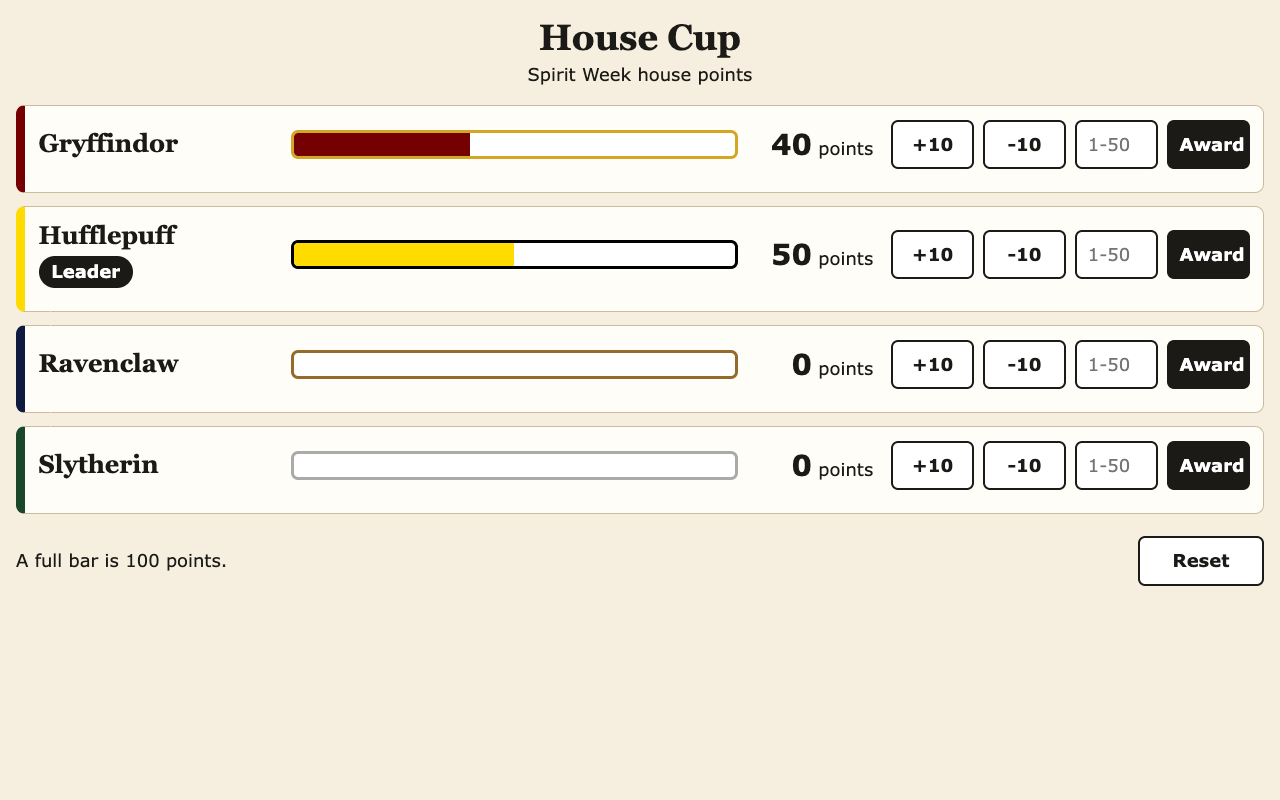 House Cup
Spirit Week house points
Gryffindor 40 points +10 -10 1-50 Award
Hufflepuff
Leader
50 points +10 -10 1-50 Award
Ravenclaw 0 points +10 -10 1-50 Award
Slytherin 0 points +10 -10 1-50 Award
A full bar is 100 points. Reset